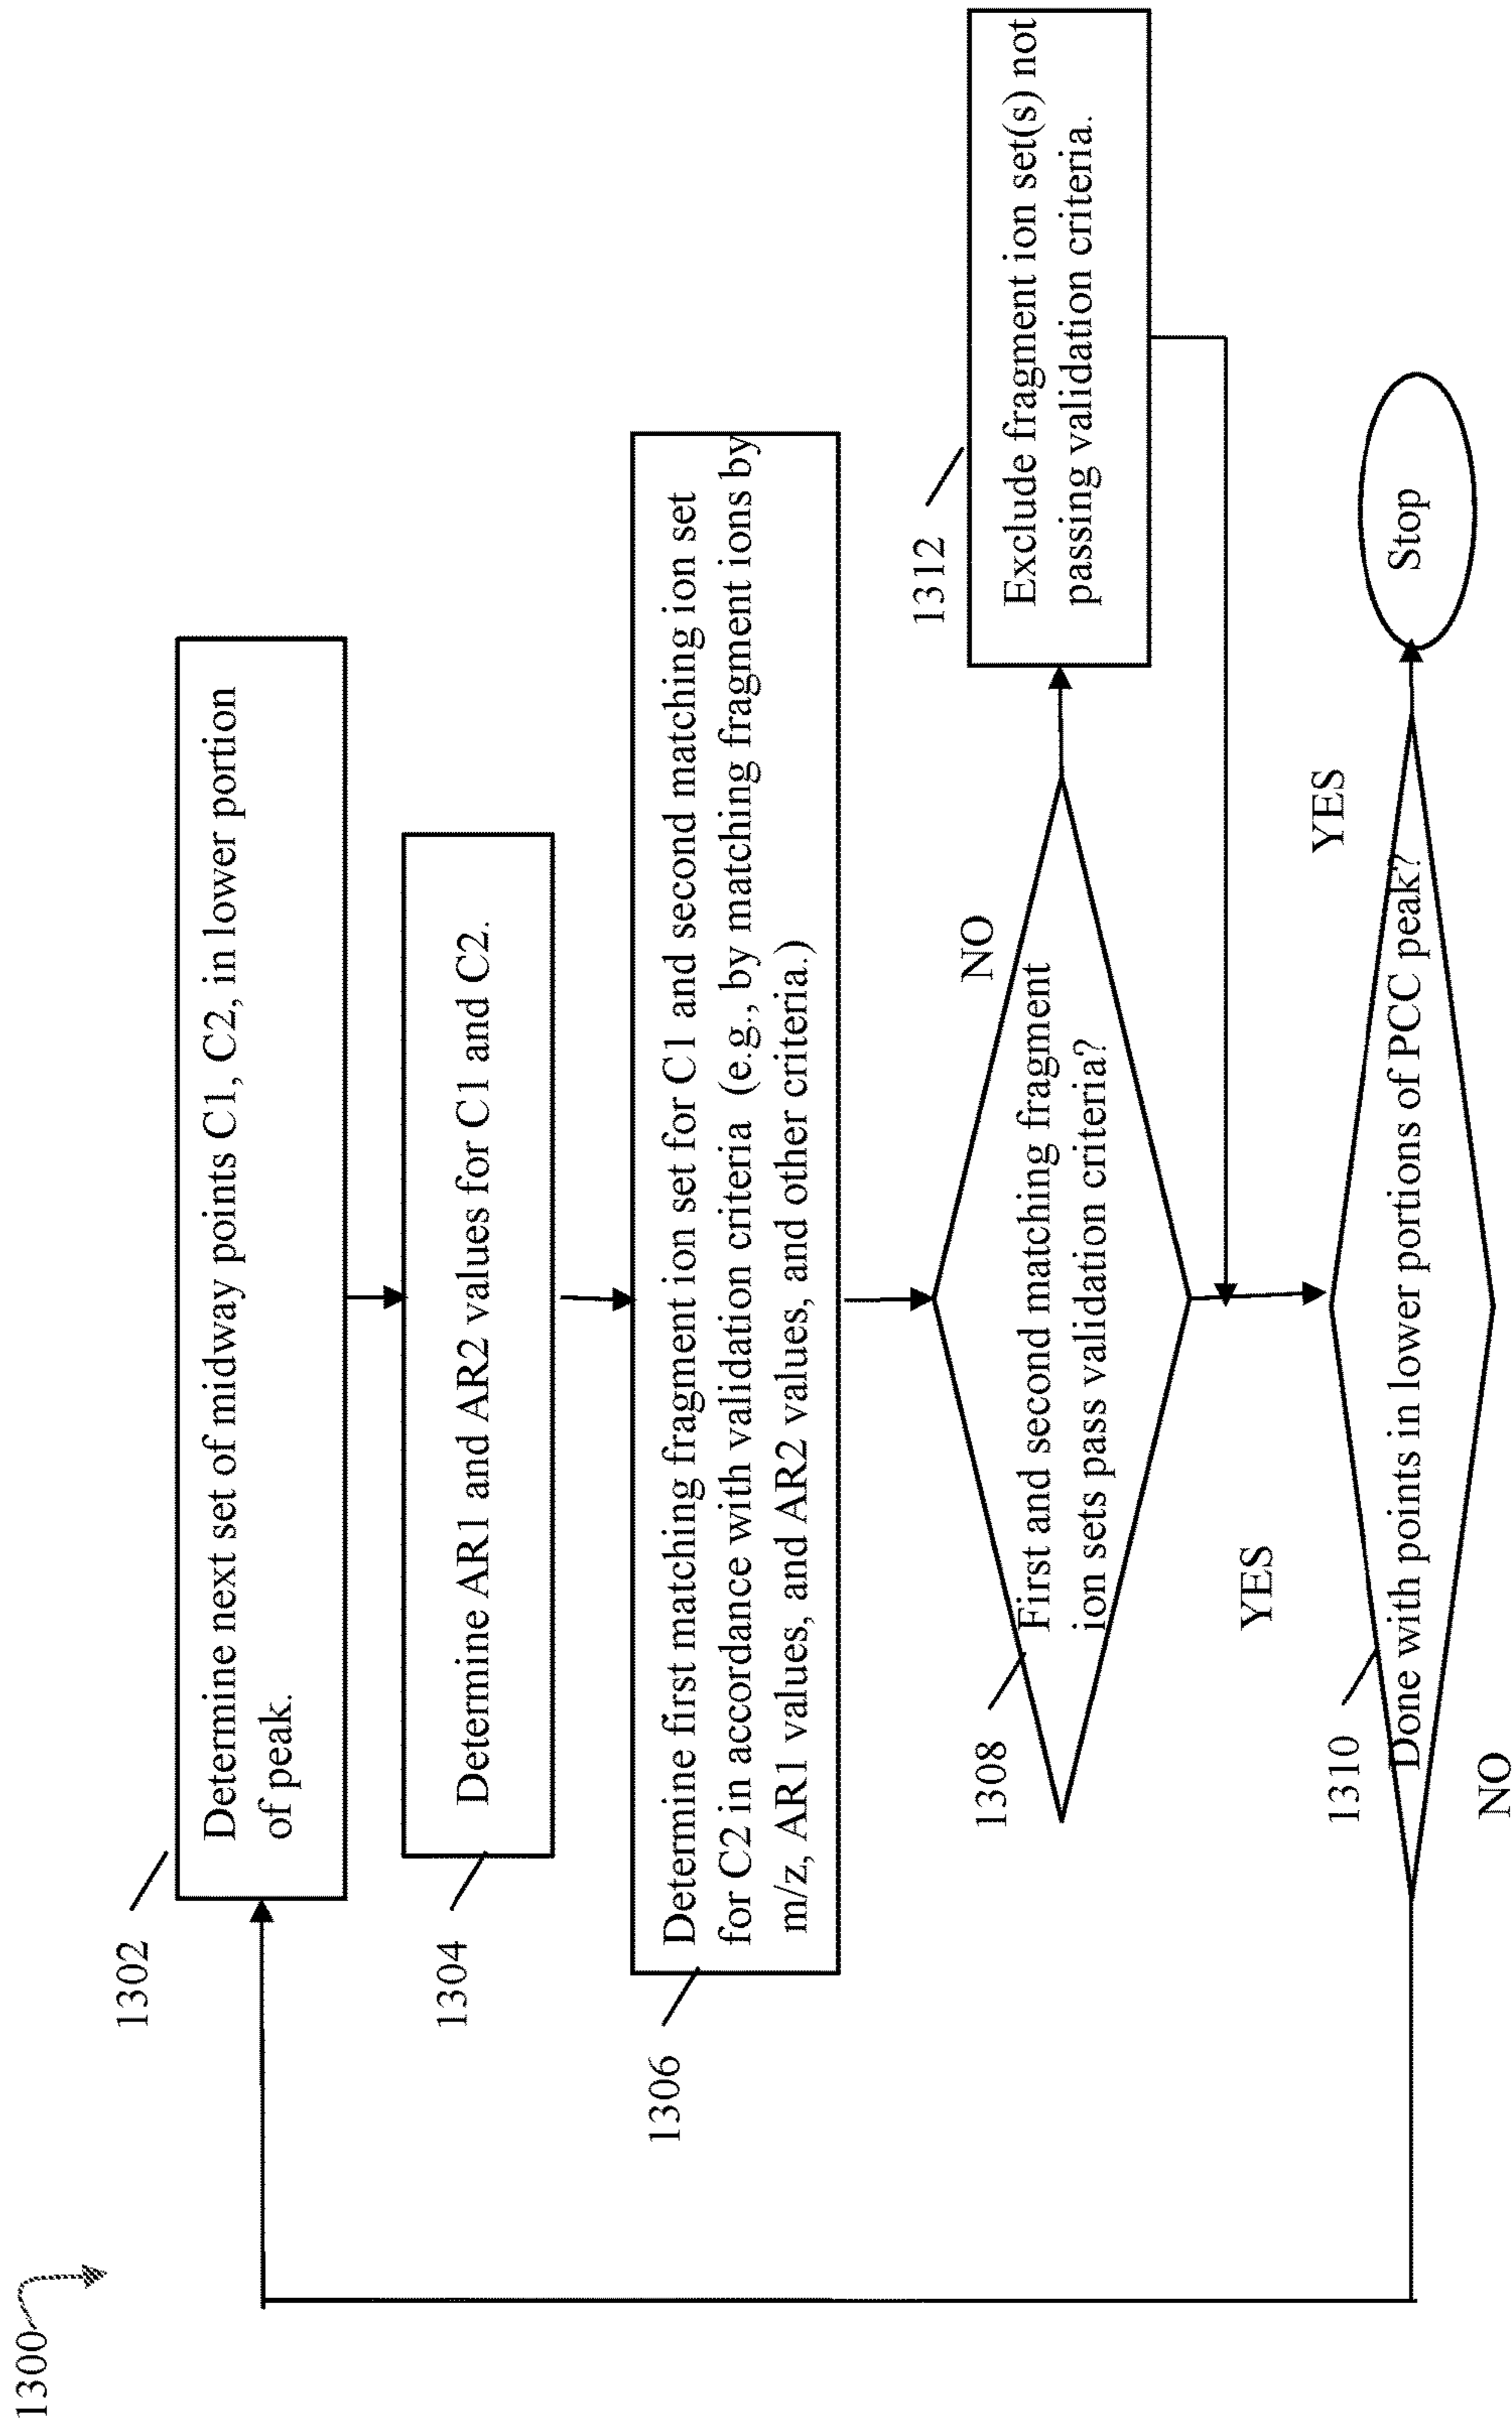 1300
1302
Determine next set of midway points C1, C2, in lower portion
of peak.
1304
Determine AR1 and AR2 values for C1 and C2.
1306
Determine first matching fragment ion set for C1 and second matching ion set
for C2 in accordance with validation criteria (e.g., by matching fragment ions by
m/z, AR1 values, and AR2 values, and other criteria.)
1308
First and second matching fragment
ion sets pass validation criteria?
NO
1312
Exclude fragment ion set(s) not
passing validation criteria.
YES
1310
Done with points in lower portions of PCC peak?
YES
Stop
NO